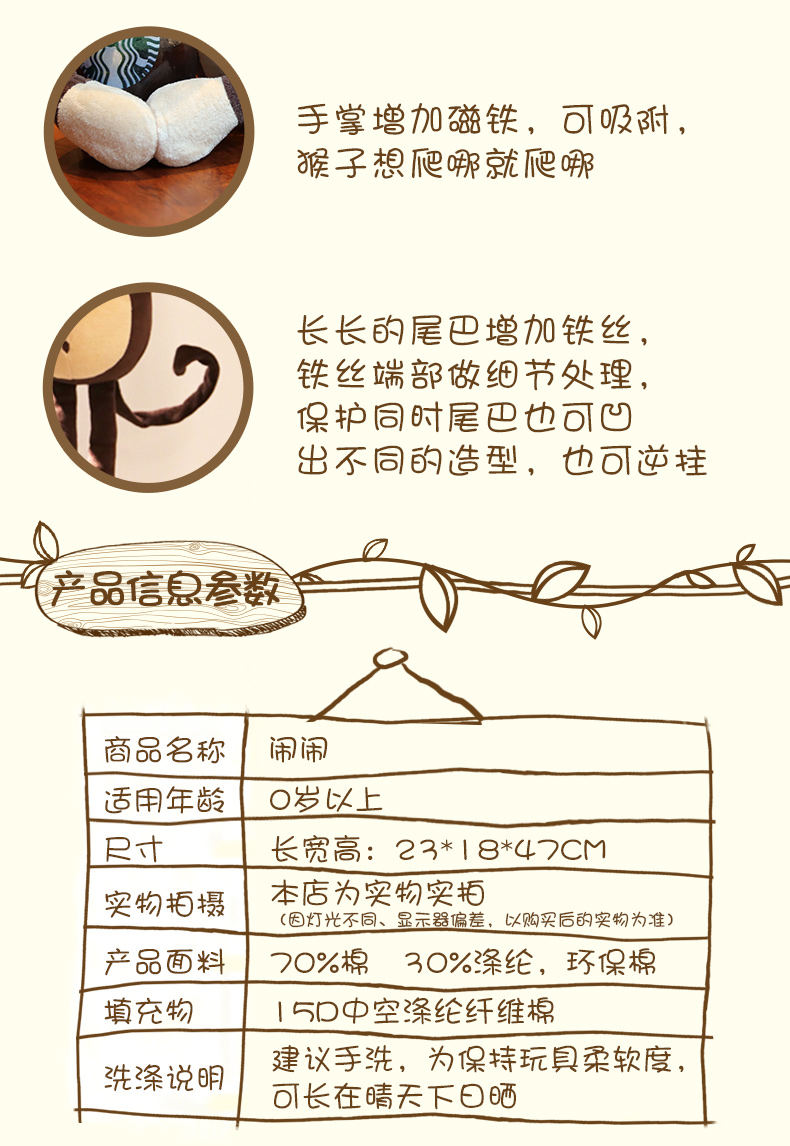 手掌增加磁铁，可吸附，
猴子想爬哪就爬哪
长长的尾巴增加铁丝，
铁丝端部做细节处理，
保护同时尾巴也可凹
出不同的造型，也可逆挂
产品信息参数
商品名称 闹闹
适用年龄 0岁以上
尺寸 长宽高：23*18*47CM
实物拍摄 本店为实物实拍
（因灯光不同、显示器偏差，以购买后的实物为准）
产品面料 70%棉 30%涤纶，环保棉
填充物 15D中空涤纶纤维棉
洗涤说明 建议手洗，为保持玩具柔软度，
可长在晴天下日晒